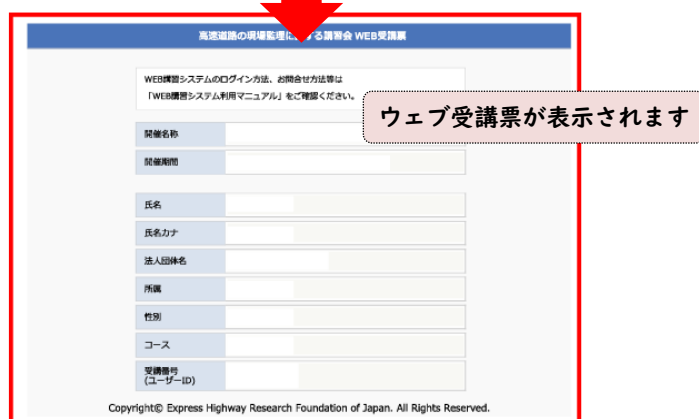 高速道路の現場監理に する講習会 WEB受講票
WEB講習システムのログイン方法、お問合せ方法等は
「WEB講習システム利用マニュアル」をご確認ください。
ウェブ受講票が表示されます
開催名称
開催期間
氏名
氏名カナ
法人団体名
所属
性別
コース
受講番号
(ユーザーID)
Copyright© Express Highway Research Foundation of Japan. All Rights Reserved.